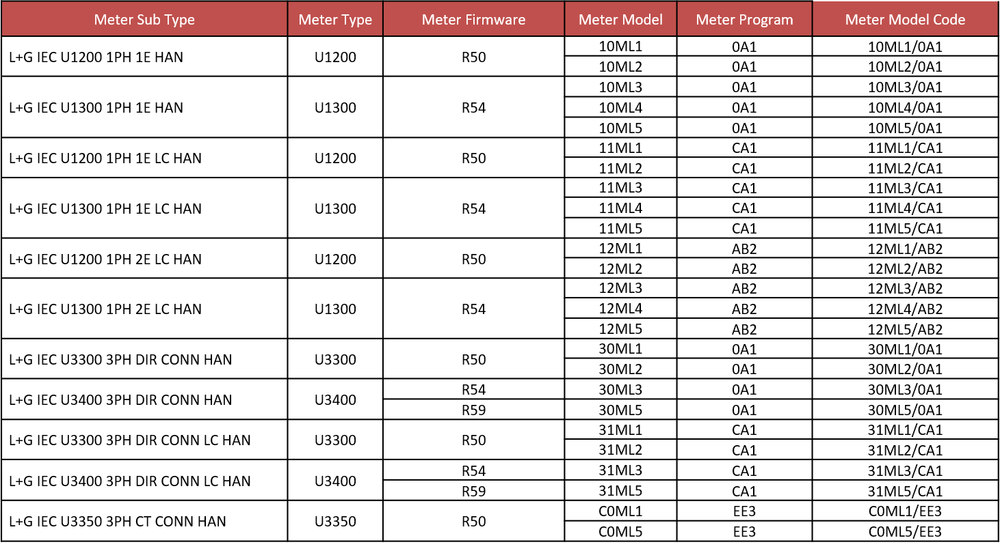 Meter Sub Type Meter Type Meter Firmware Meter Model Meter Program Meter Model Code
L+G IEC U1200 1PH 1E HAN U1200 R50 10ML1 0A1 10ML1/0A1
10ML2 0A1 10ML2/0A1
L+G IEC U1300 1PH 1E HAN U1300 R54 10ML3 0A1 10ML3/0A1
10ML4 0A1 10ML4/0A1
10ML5 0A1 10ML5/0A1
L+G IEC U1200 1PH 1E LC HAN U1200 R50 11ML1 CA1 11ML1/CA1
11ML2 CA1 11ML2/CA1
L+G IEC U1300 1PH 1E LC HAN U1300 R54 11ML3 CA1 11ML3/CA1
11ML4 CA1 11ML4/CA1
11ML5 CA1 11ML5/CA1
L+G IEC U1200 1PH 2E LC HAN U1200 R50 12ML1 AB2 12ML1/AB2
12ML2 AB2 12ML2/AB2
L+G IEC U1300 1PH 2E LC HAN U1300 R54 12ML3 AB2 12ML3/AB2
12ML4 AB2 12ML4/AB2
12ML5 AB2 12ML5/AB2
L+G IEC U3300 3PH DIR CONN HAN U3300 R50 30ML1 0A1 30ML1/0A1
30ML2 0A1 30ML2/0A1
L+G IEC U3400 3PH DIR CONN HAN U3400 R54 30ML3 0A1 30ML3/0A1
R59 30ML5 0A1 30ML5/0A1
L+G IEC U3300 3PH DIR CONN LC HAN U3300 R50 31ML1 CA1 31ML1/CA1
31ML2 CA1 31ML2/CA1
L+G IEC U3400 3PH DIR CONN LC HAN U3400 R54 31ML3 CA1 31ML3/CA1
R59 31ML5 CA1 31ML5/CA1
L+G IEC U3350 3PH CT CONN HAN U3350 R50 C0ML1 EE3 C0ML1/EE3
C0ML5 EE3 C0ML5/EE3